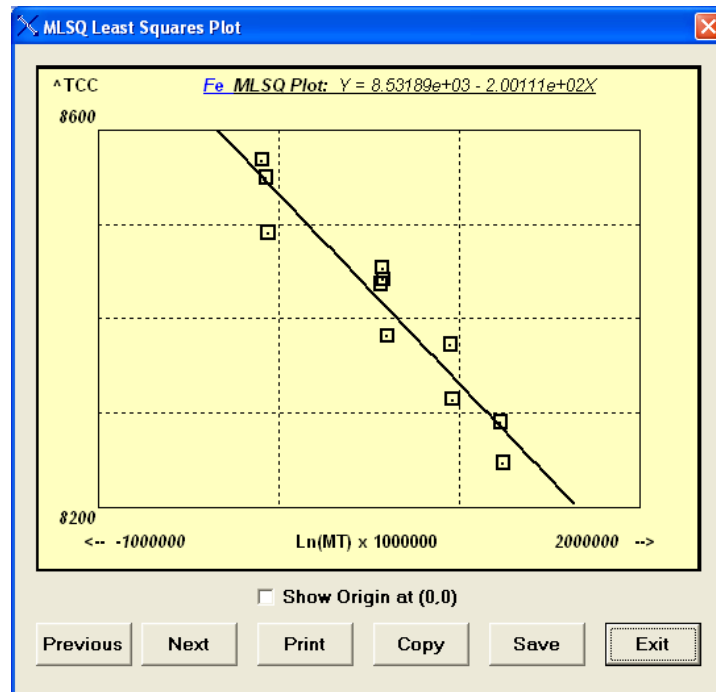 MLSQ Least Squares Plot
^TCC Fe MLSQ Plot: Y = 8.53189e+03 - 2.00111e+02X
8600
8200
<-- -1000000 Ln(MT) x 1000000 2000000 -->
Show Origin at (0,0)
Previous Next Print Copy Save Exit